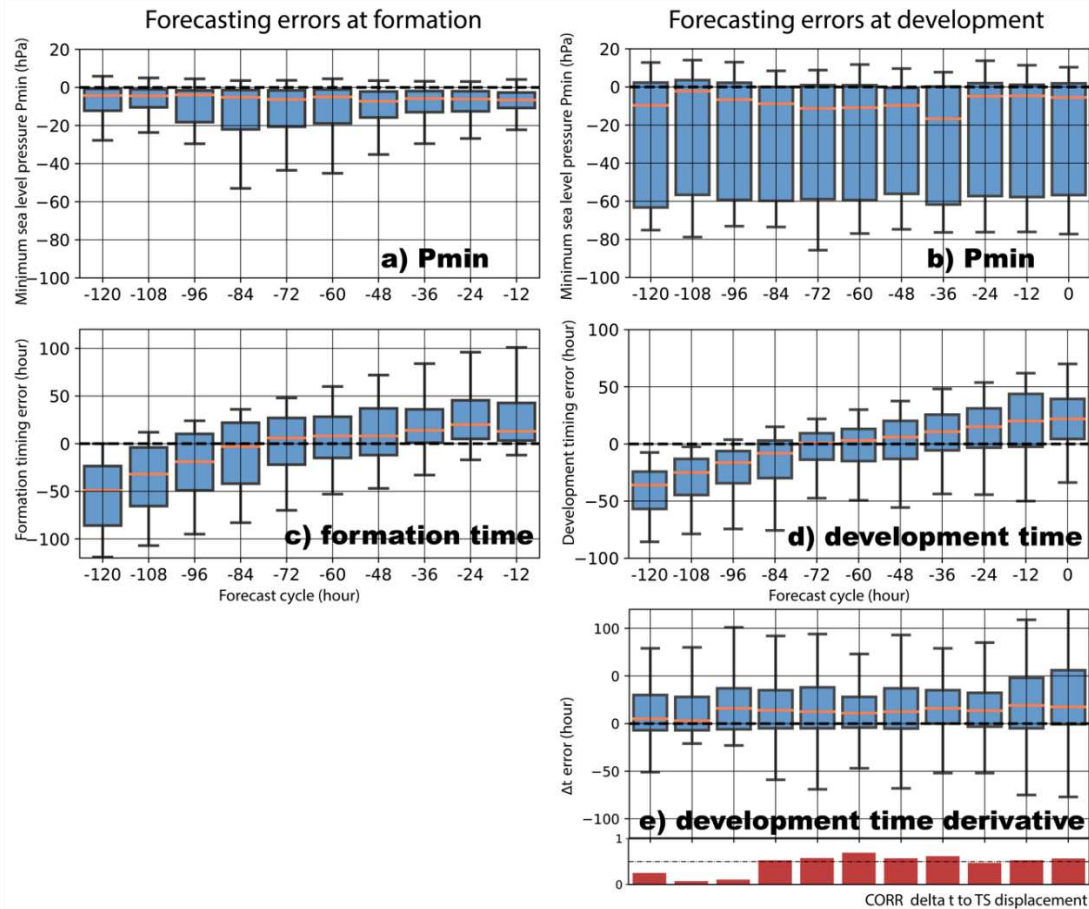 Forecasting errors at formation
Forecasting errors at development
Minimum sea level pressure Pmin (hPa)
20
0
−20
−40
−60
−80
−100
a) Pmin
-120 -108 -96 -84 -72 -60 -48 -36 -24 -12
Minimum sea level pressure Pmin (hPa)
20
0
−20
−40
−60
−80
−100
b) Pmin
-120 -108 -96 -84 -72 -60 -48 -36 -24 -12 0
Formation timing error (hour)
100
50
0
−50
−100
c) formation time
-120 -108 -96 -84 -72 -60 -48 -36 -24 -12
Forecast cycle (hour)
Development timing error (hour)
100
50
0
−50
−100
d) development time
-120 -108 -96 -84 -72 -60 -48 -36 -24 -12 0
Forecast cycle (hour)
Δt error (hour)
100
0
0
−50
−100
e) development time derivative
1
0
CORR delta t to TS displacement